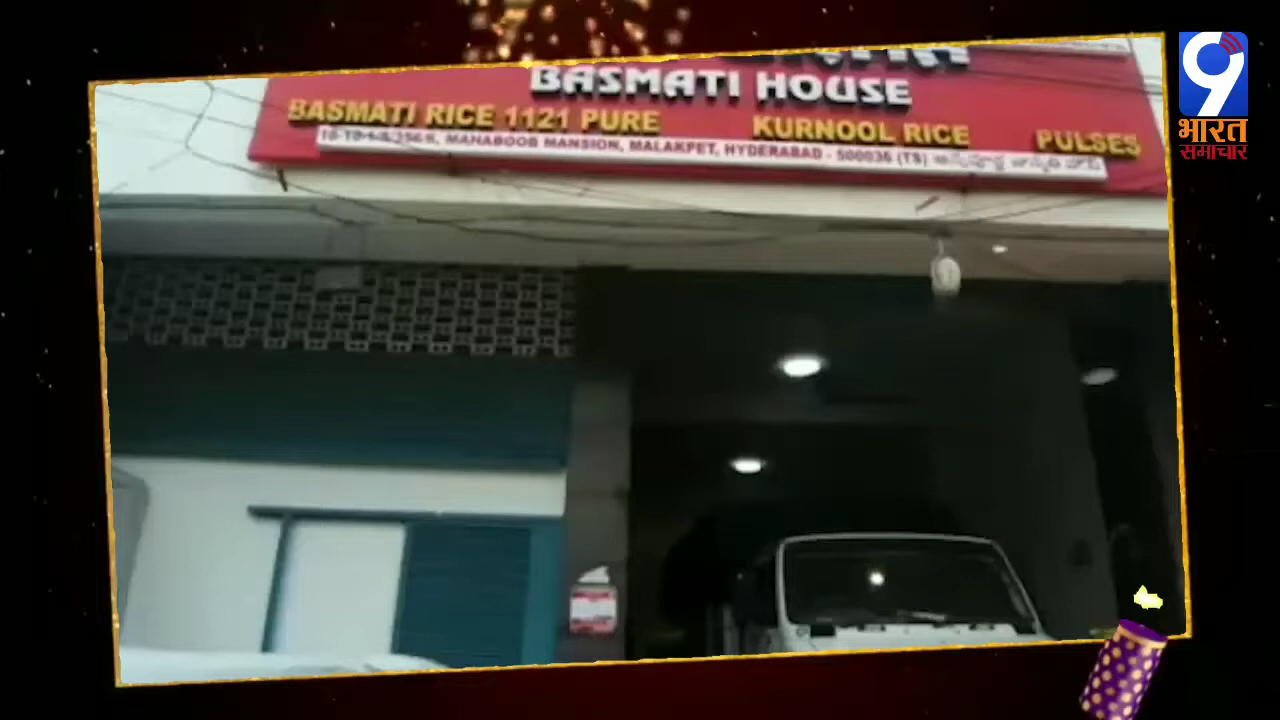 BASMATI HOUSE
BASMATI RICE 1121 PURE KURNOOL RICE PULSES
MAHABOOB MANSION, MALAKPET, HYDERABAD - 500036 (TS)
9
भारत
समाचार